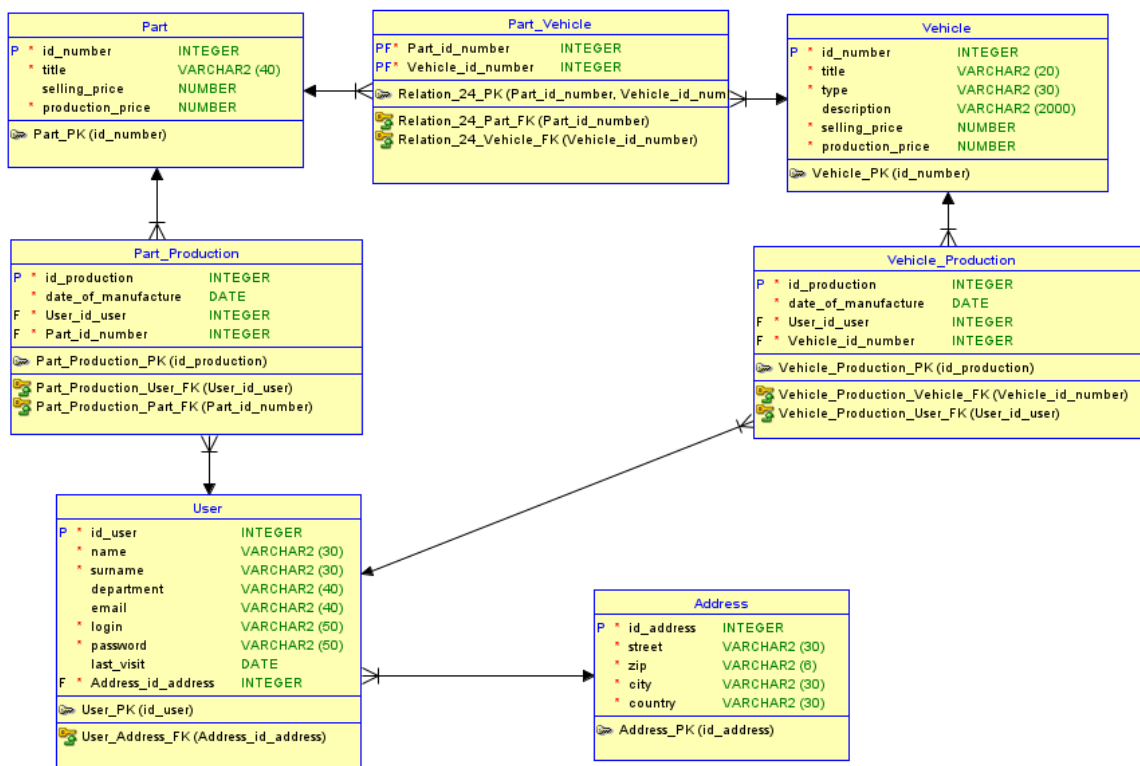 Part
P * id_number INTEGER
* title VARCHAR2 (40)
selling_price NUMBER
* production_price NUMBER
Part_PK (id_number)
Part_Vehicle
PF* Part_id_number INTEGER
PF* Vehicle_id_number INTEGER
Relation_24_PK (Part_id_number, Vehicle_id_num
Relation_24_Part_FK (Part_id_number)
Relation_24_Vehicle_FK (Vehicle_id_number)
Vehicle
P * id_number INTEGER
* title VARCHAR2 (20)
* type VARCHAR2 (30)
description VARCHAR2 (2000)
* selling_price NUMBER
* production_price NUMBER
Vehicle_PK (id_number)
Part_Production
P * id_production INTEGER
* date_of_manufacture DATE
F * User_id_user INTEGER
F * Part_id_number INTEGER
Part_Production_PK (id_production)
Part_Production_User_FK (User_id_user)
Part_Production_Part_FK (Part_id_number)
Vehicle_Production
P * id_production INTEGER
* date_of_manufacture DATE
F * User_id_user INTEGER
F * Vehicle_id_number INTEGER
Vehicle_Production_PK (id_production)
Vehicle_Production_Vehicle_FK (Vehicle_id_number)
Vehicle_Production_User_FK (User_id_user)
User
P * id_user INTEGER
* name VARCHAR2 (30)
* surname VARCHAR2 (30)
department VARCHAR2 (40)
email VARCHAR2 (40)
* login VARCHAR2 (50)
* password VARCHAR2 (50)
last_visit DATE
F * Address_id_address INTEGER
User_PK (id_user)
User_Address_FK (Address_id_address)
Address
P * id_address INTEGER
* street VARCHAR2 (30)
* zip VARCHAR2 (6)
* city VARCHAR2 (30)
* country VARCHAR2 (30)
Address_PK (id_address)